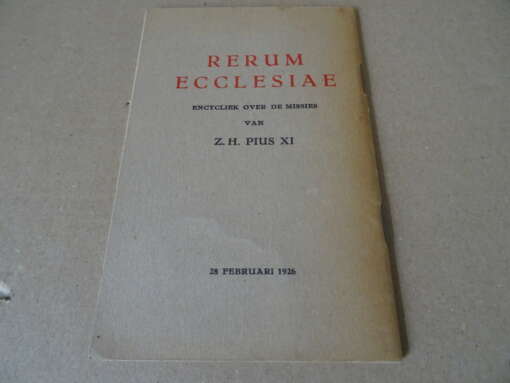 RERUM
ECCLESIAE
ENCYCLIEK OVER DE MISSIES
VAN
Z. H. PIUS XI
28 FEBRUARI 1926